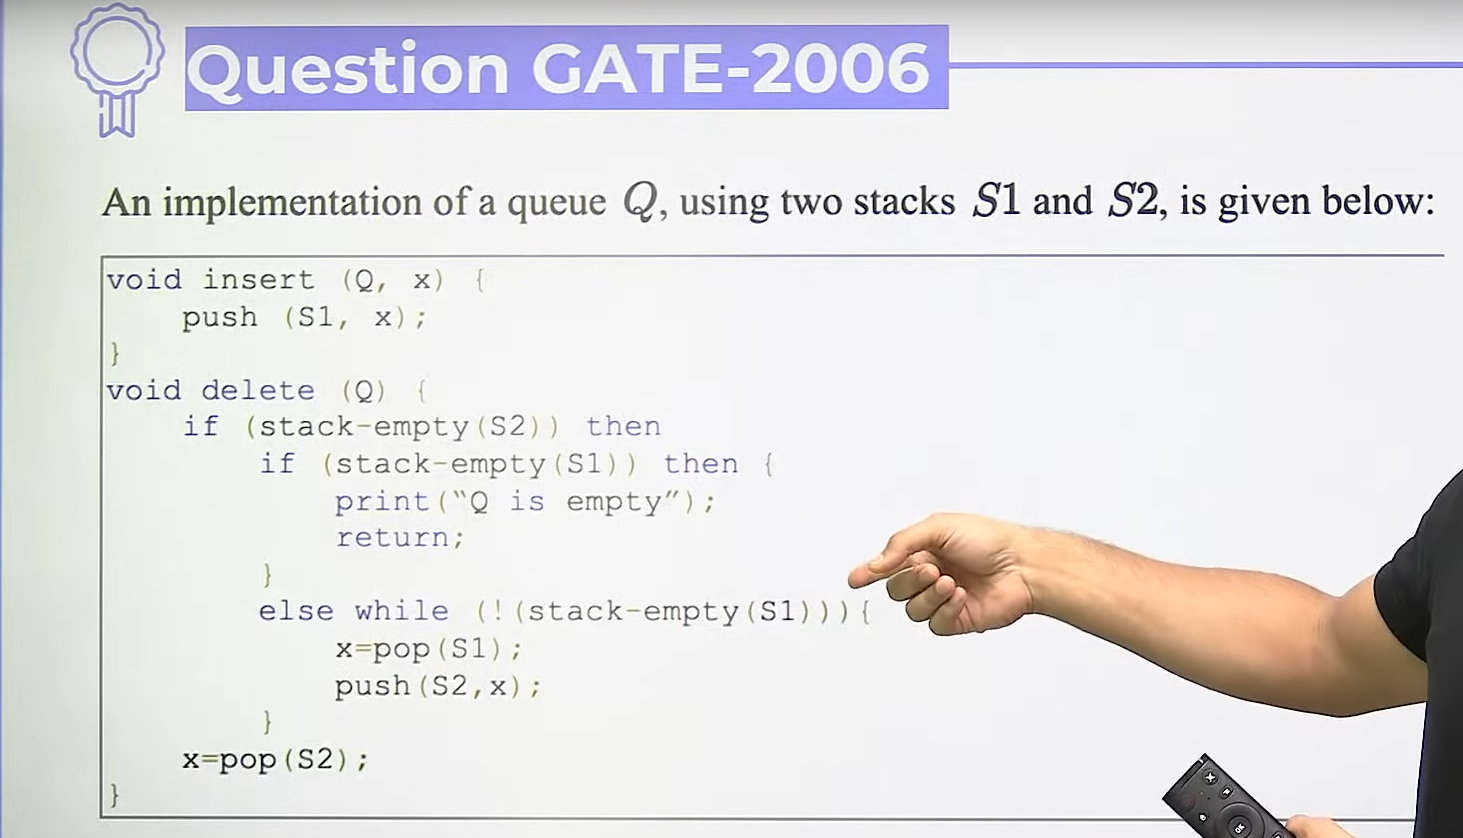 Question GATE-2006
An implementation of a queue Q, using two stacks S1 and S2, is given below:
void insert (Q, x) {
push (S1, x);
}
void delete (Q) {
if (stack-empty(S2)) then
if (stack-empty(S1)) then {
print(“Q is empty”);
return;
}
else while (!(stack-empty(S1))){
x=pop(S1);
push(S2,x);
}
x=pop(S2);
}
OK